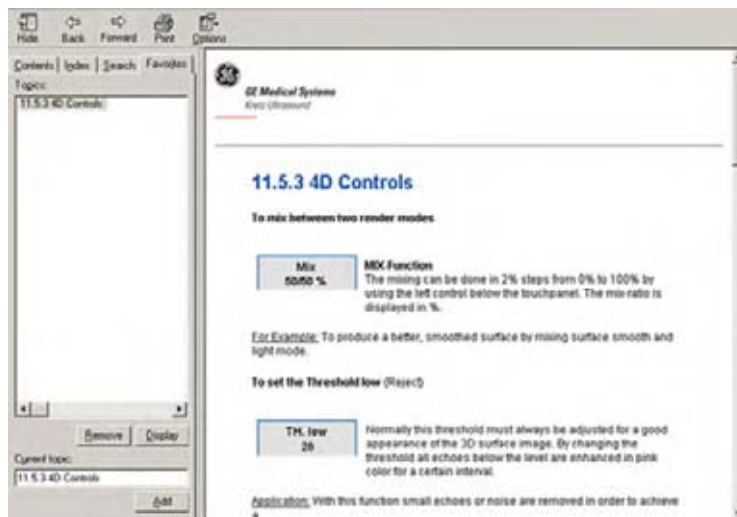 Hide Back Forward Print Options
Contents Index Search Favorites
Topics:
11.5.3 4D Controls
Remove Display
Current topic:
11.5.3 4D Controls
Add
GE
GE Medical Systems
Kretz Ultrasound
11.5.3 4D Controls
To mix between two render modes
Mix
50/50 %
MIX-Function
The mixing can be done in 2% steps from 0% to 100% by
using the left control below the touchpanel. The mix-ratio is
displayed in %.
For Example: To produce a better, smoothed surface by mixing surface smooth and
light mode.
To set the Threshold low (Reject)
TH. low
26
Normally this threshold must always be adjusted for a good
appearance of the 3D surface image. By changing the
threshold all echoes below the level are enhanced in pink
color for a certain interval.
Application: With this function small echoes or noise are removed in order to achieve